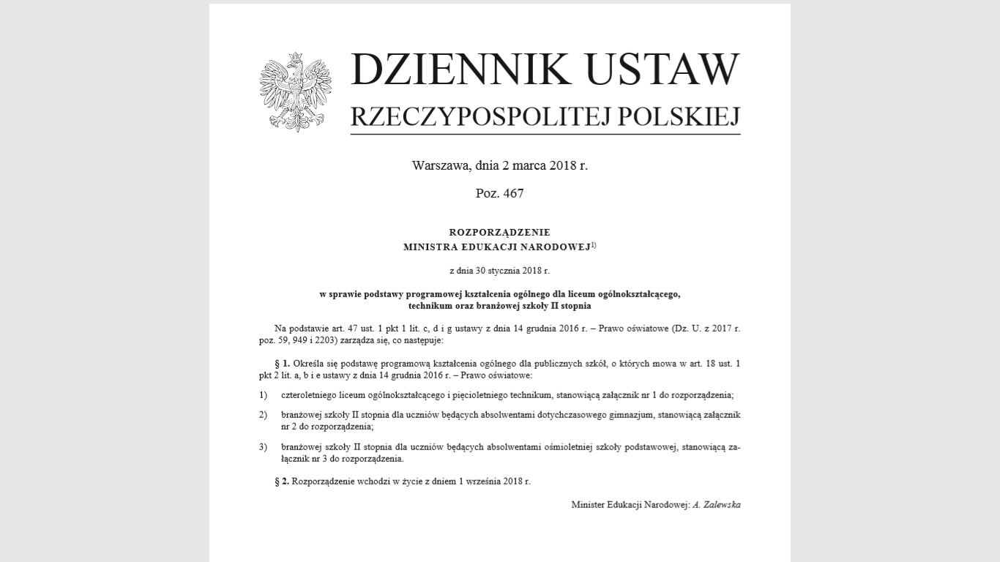 DZIENNIK USTAW
RZECZYPOSPOLITEJ POLSKIEJ
Warszawa, dnia 2 marca 2018 r.
Poz. 467
ROZPORZĄDZENIE
MINISTRA EDUKACJI NARODOWEJ1)
z dnia 30 stycznia 2018 r.
w sprawie podstawy programowej kształcenia ogólnego dla liceum ogólnokształcącego,
technikum oraz branżowej szkoły II stopnia
Na podstawie art. 47 ust. 1 pkt 1 lit. c, d i g ustawy z dnia 14 grudnia 2016 r. – Prawo oświatowe (Dz. U. z 2017 r.
poz. 59, 949 i 2203) zarządza się, co następuje:
§ 1. Określa się podstawę programową kształcenia ogólnego dla publicznych szkół, o których mowa w art. 18 ust. 1
pkt 2 lit. a, b i e ustawy z dnia 14 grudnia 2016 r. – Prawo oświatowe:
1) czteroletniego liceum ogólnokształcącego i pięcioletniego technikum, stanowiącą załącznik nr 1 do rozporządzenia;
2) branżowej szkoły II stopnia dla uczniów będących absolwentami dotychczasowego gimnazjum, stanowiącą załącznik
nr 2 do rozporządzenia;
3) branżowej szkoły II stopnia dla uczniów będących absolwentami ośmioletniej szkoły podstawowej, stanowiącą za-
łącznik nr 3 do rozporządzenia.
§ 2. Rozporządzenie wchodzi w życie z dniem 1 września 2018 r.
Minister Edukacji Narodowej: A. Zalewska